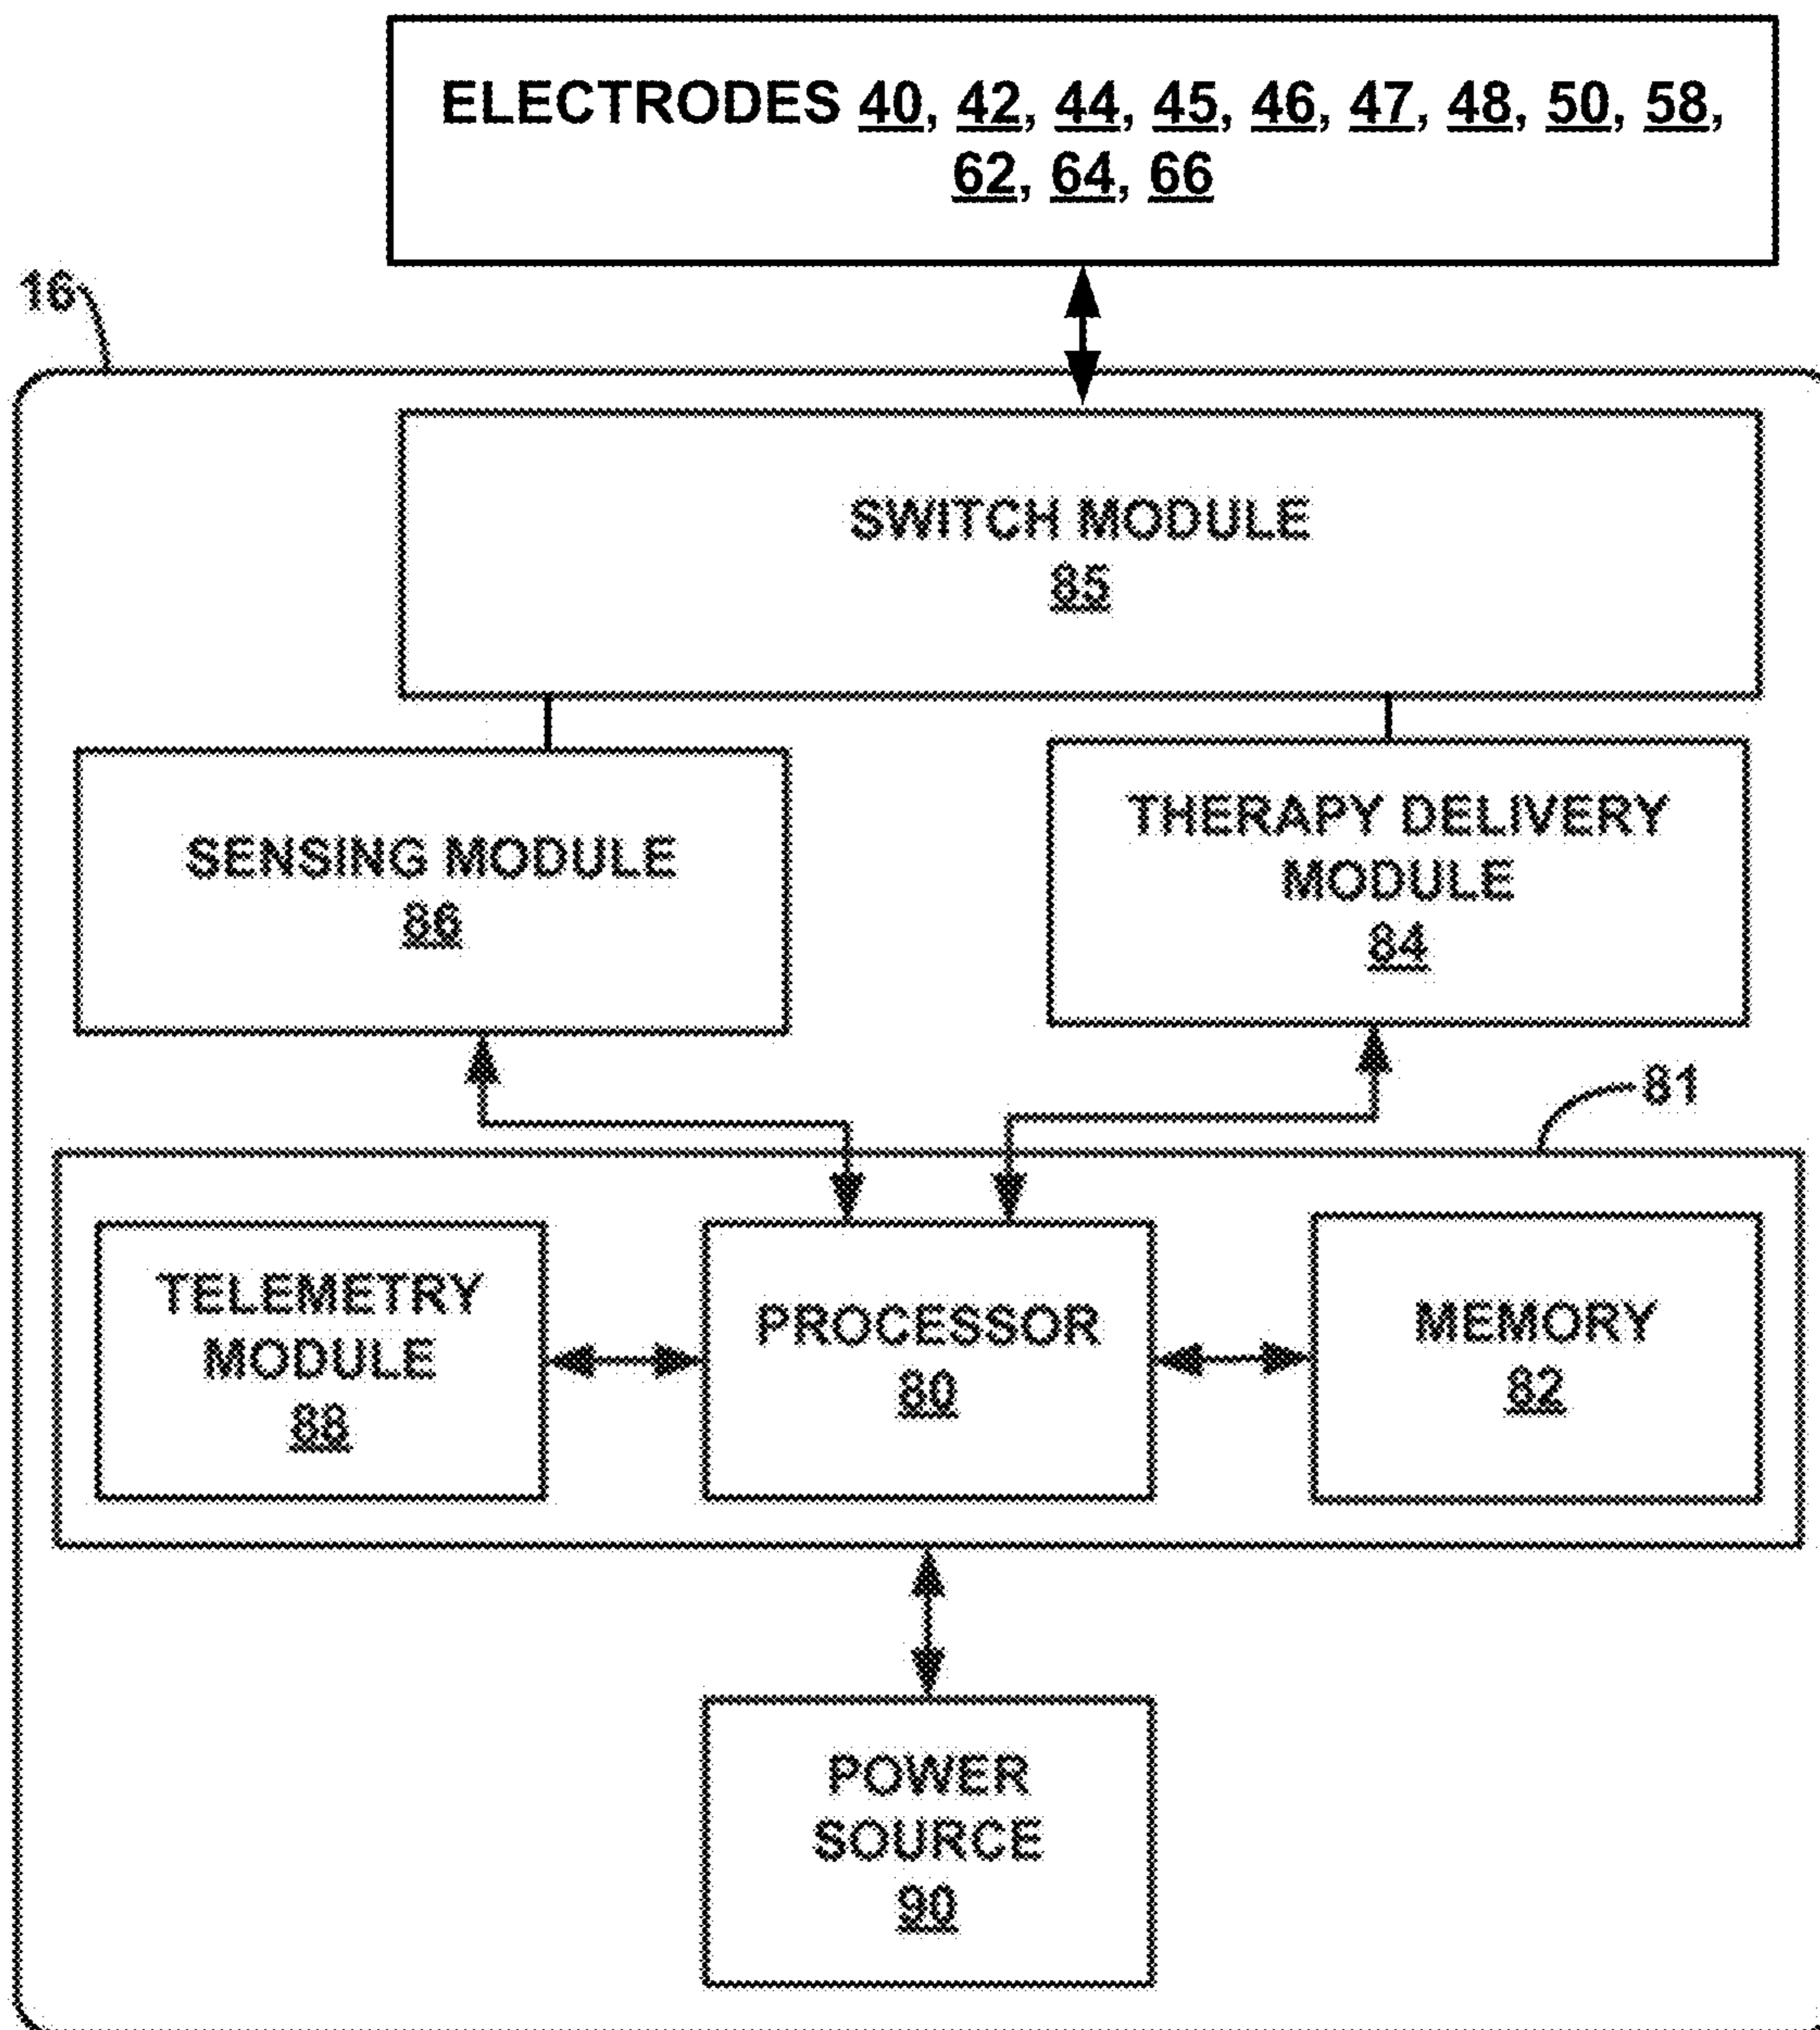 ELECTRODES 40, 42, 44, 45, 46, 47, 48, 50, 58,
62, 64, 66
16
SWITCH MODULE
85
SENSING MODULE
86
THERAPY DELIVERY
MODULE
84
81
TELEMETRY
MODULE
88
PROCESSOR
80
MEMORY
82
POWER
SOURCE
90